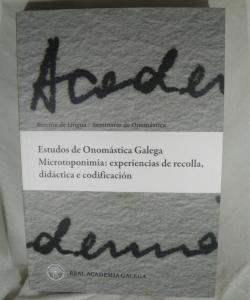 Acade
Sección de Lingua / Seminario de Onomástica
Estudos de Onomástica Galega
Microtoponimia: experiencias de recolla,
didáctica e codificación
demi
REAL ACADEMIA GALEGA